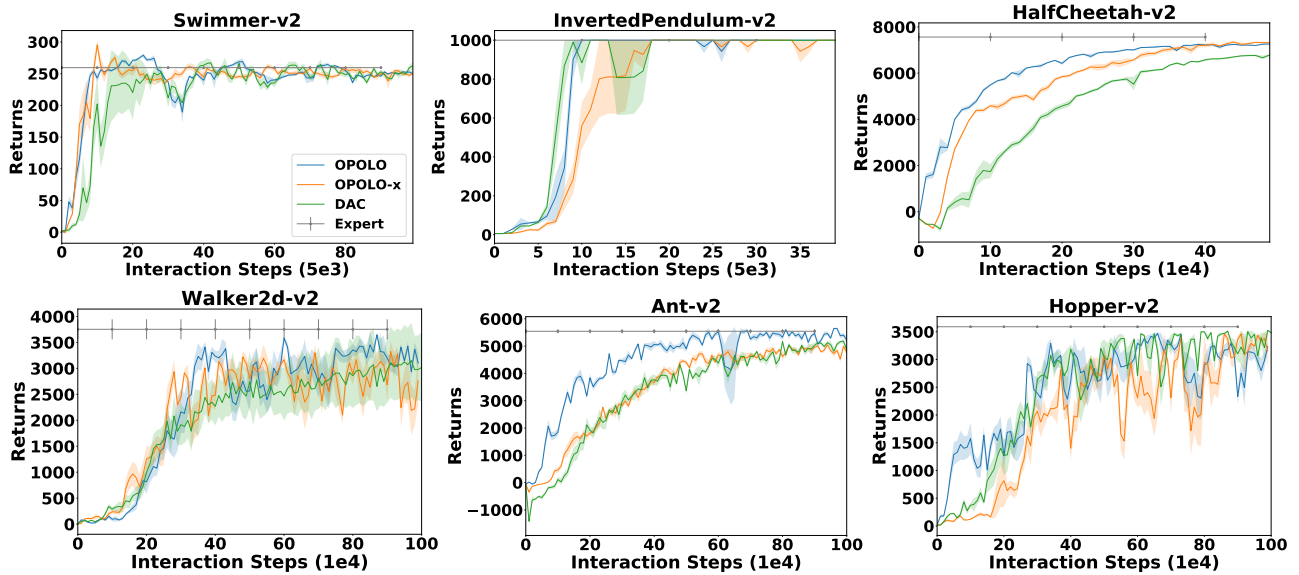 Swimmer-v2
Returns
300
250
200
150
100
50
0
0 20 40 60 80
Interaction Steps (5e3)
OPOLO
OPOLO-x
DAC
Expert
InvertedPendulum-v2
Returns
1000
800
600
400
200
0
0 5 10 15 20 25 30 35
Interaction Steps (5e3)
HalfCheetah-v2
Returns
8000
6000
4000
2000
0
0 10 20 30 40
Interaction Steps (1e4)
Walker2d-v2
Returns
4000
3500
3000
2500
2000
1500
1000
500
0
0 20 40 60 80 100
Interaction Steps (1e4)
Ant-v2
Returns
6000
5000
4000
3000
2000
1000
0
−1000
0 20 40 60 80 100
Interaction Steps (1e4)
Hopper-v2
Returns
3500
3000
2500
2000
1500
1000
500
0
0 20 40 60 80 100
Interaction Steps (1e4)